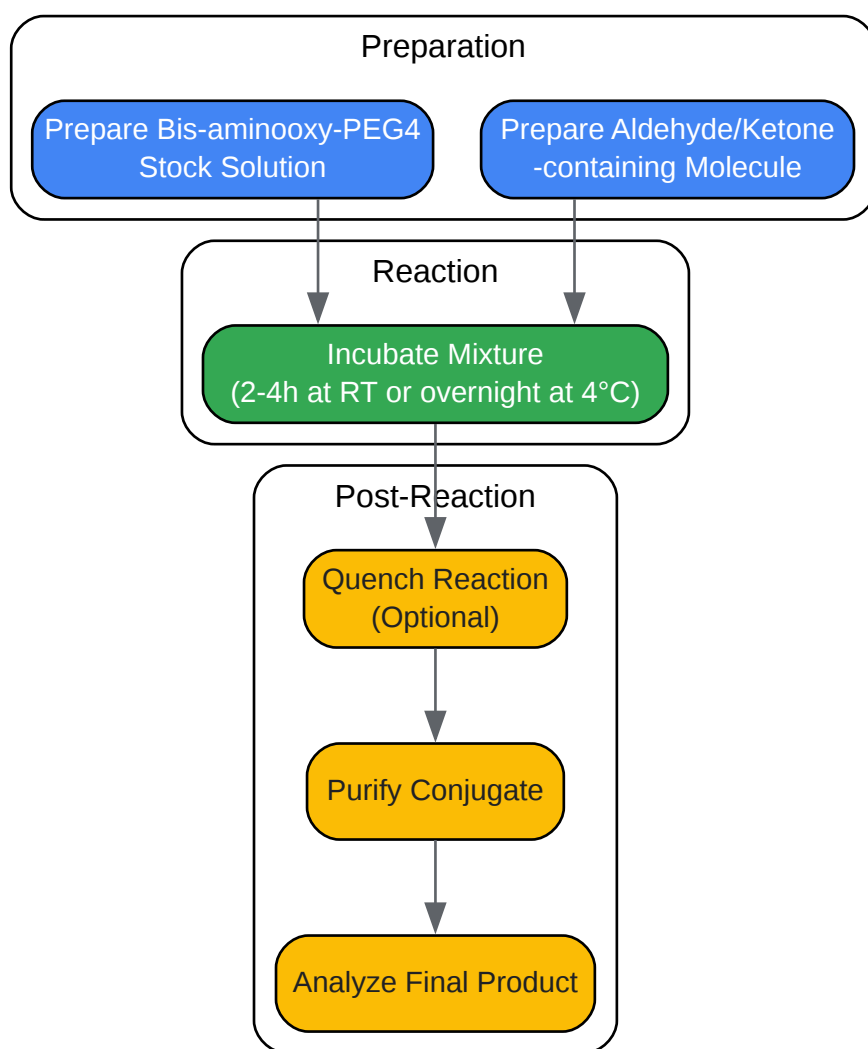 Preparation
Prepare Bis-aminooxy-PEG4
Stock Solution
Prepare Aldehyde/Ketone
-containing Molecule
Reaction
Incubate Mixture
(2-4h at RT or overnight at 4°C)
Post-Reaction
Quench Reaction
(Optional)
Purify Conjugate
Analyze Final Product